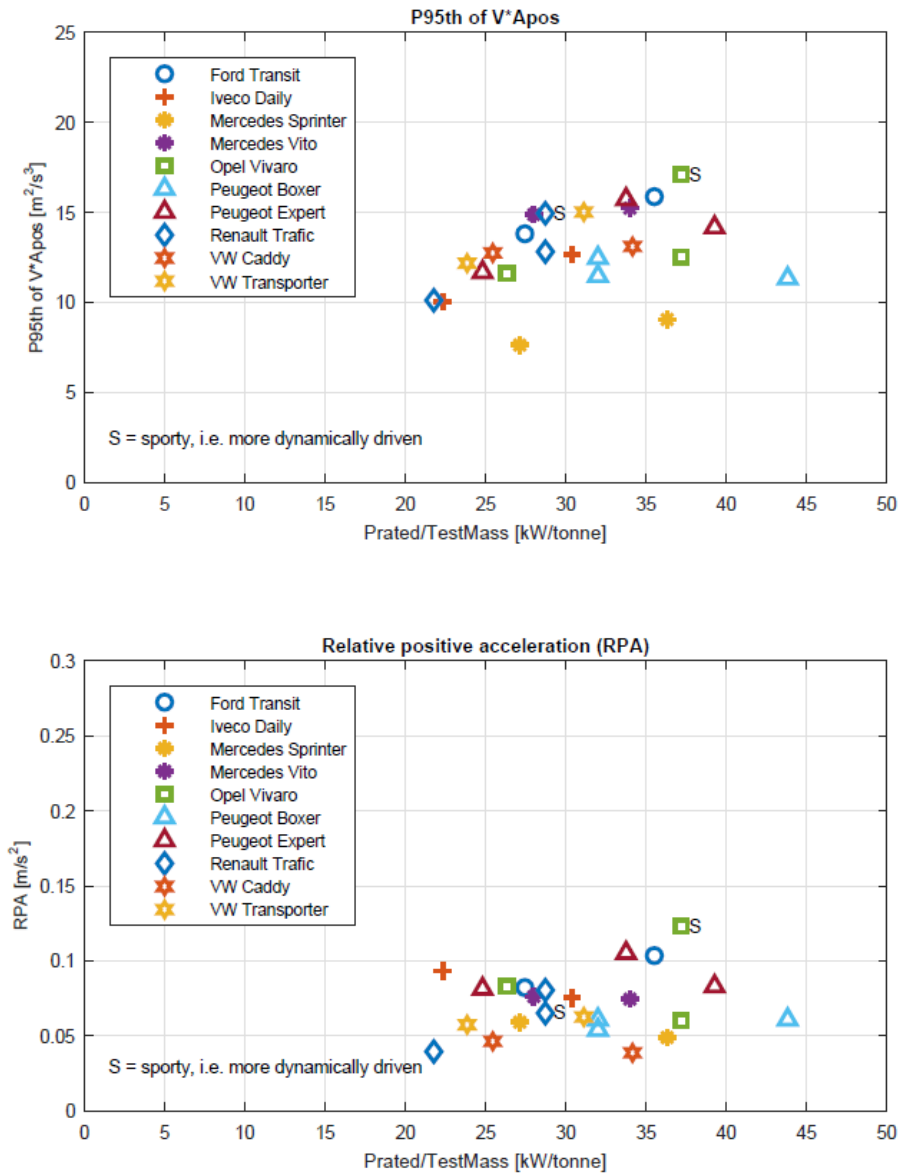 P95th of V*Apos
25
20
15
10
5
0
P95th of V*Apos [m²/s³]
Ford Transit
Iveco Daily
Mercedes Sprinter
Mercedes Vito
Opel Vivaro
Peugeot Boxer
Peugeot Expert
Renault Trafic
VW Caddy
VW Transporter
S
S
S = sporty, i.e. more dynamically driven
0 5 10 15 20 25 30 35 40 45 50
Prated/TestMass [kW/tonne]
Relative positive acceleration (RPA)
0.3
0.25
0.2
0.15
0.1
0.05
0
RPA [m/s²]
Ford Transit
Iveco Daily
Mercedes Sprinter
Mercedes Vito
Opel Vivaro
Peugeot Boxer
Peugeot Expert
Renault Trafic
VW Caddy
VW Transporter
S
S
S = sporty, i.e. more dynamically driven
0 5 10 15 20 25 30 35 40 45 50
Prated/TestMass [kW/tonne]